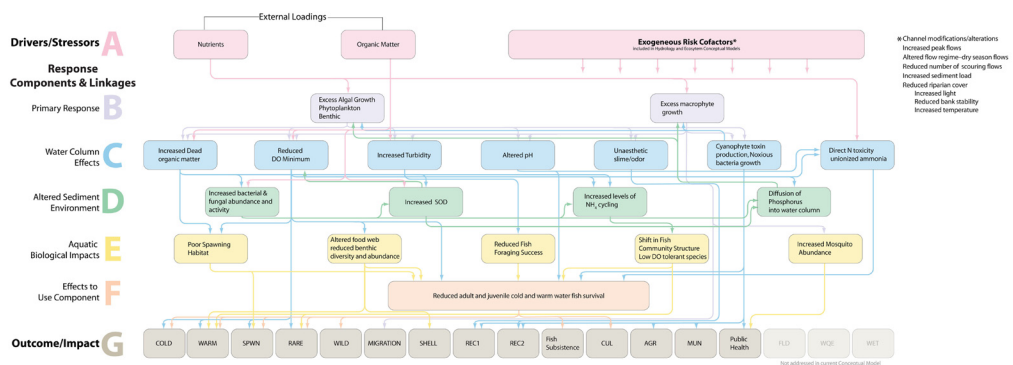 External Loadings
Drivers/Stressors A
Nutrients
Organic Matter
Exogeneous Risk Cofactors*
Included in Hydrology and Ecosystem Conceptual Models
* Channel modifications/alterations
Increased peak flows
Altered flow regime-dry season flows
Reduced number of scouring flows
Increased sediment load
Reduced riparian cover
Increased light
Reduced bank stability
Increased temperature
Response
Components & Linkages
Primary Response B
Excess Algal Growth
Phytoplankton
Benthic
Excess macrophyte
growth
Water Column
Effects
C
Increased Dead
organic matter
Reduced
DO Minimum
Increased Turbidity
Altered pH
Unaesthetic
slime/odor
Cyanophyte toxin
production, Noxious
bacteria growth
Direct N toxicity
unionized ammonia
Altered Sediment
Environment
D
Increased bacterial &
fungal abundance and
activity
Increased SOD
Increased levels of
NH3 cycling
Diffusion of
Phosphorus
into water column
Aquatic
Biological Impacts
E
Poor Spawning
Habitat
Altered food web
reduced benthic
diversity and abundance
Reduced Fish
Foraging Success
Shift in Fish
Community Structure
Low DO tolerant species
Increased Mosquito
Abundance
Effects to
Use Component
F
Reduced adult and juvenile cold and warm water fish survival
Outcome/Impact G
COLD
WARM
SPWN
RARE
WILD
MIGRATION
SHELL
REC1
REC2
Fish
Subsistence
CUL
AGR
MUN
Public
Health
FLD
WQE
WET
Not addressed in current Conceptual Model